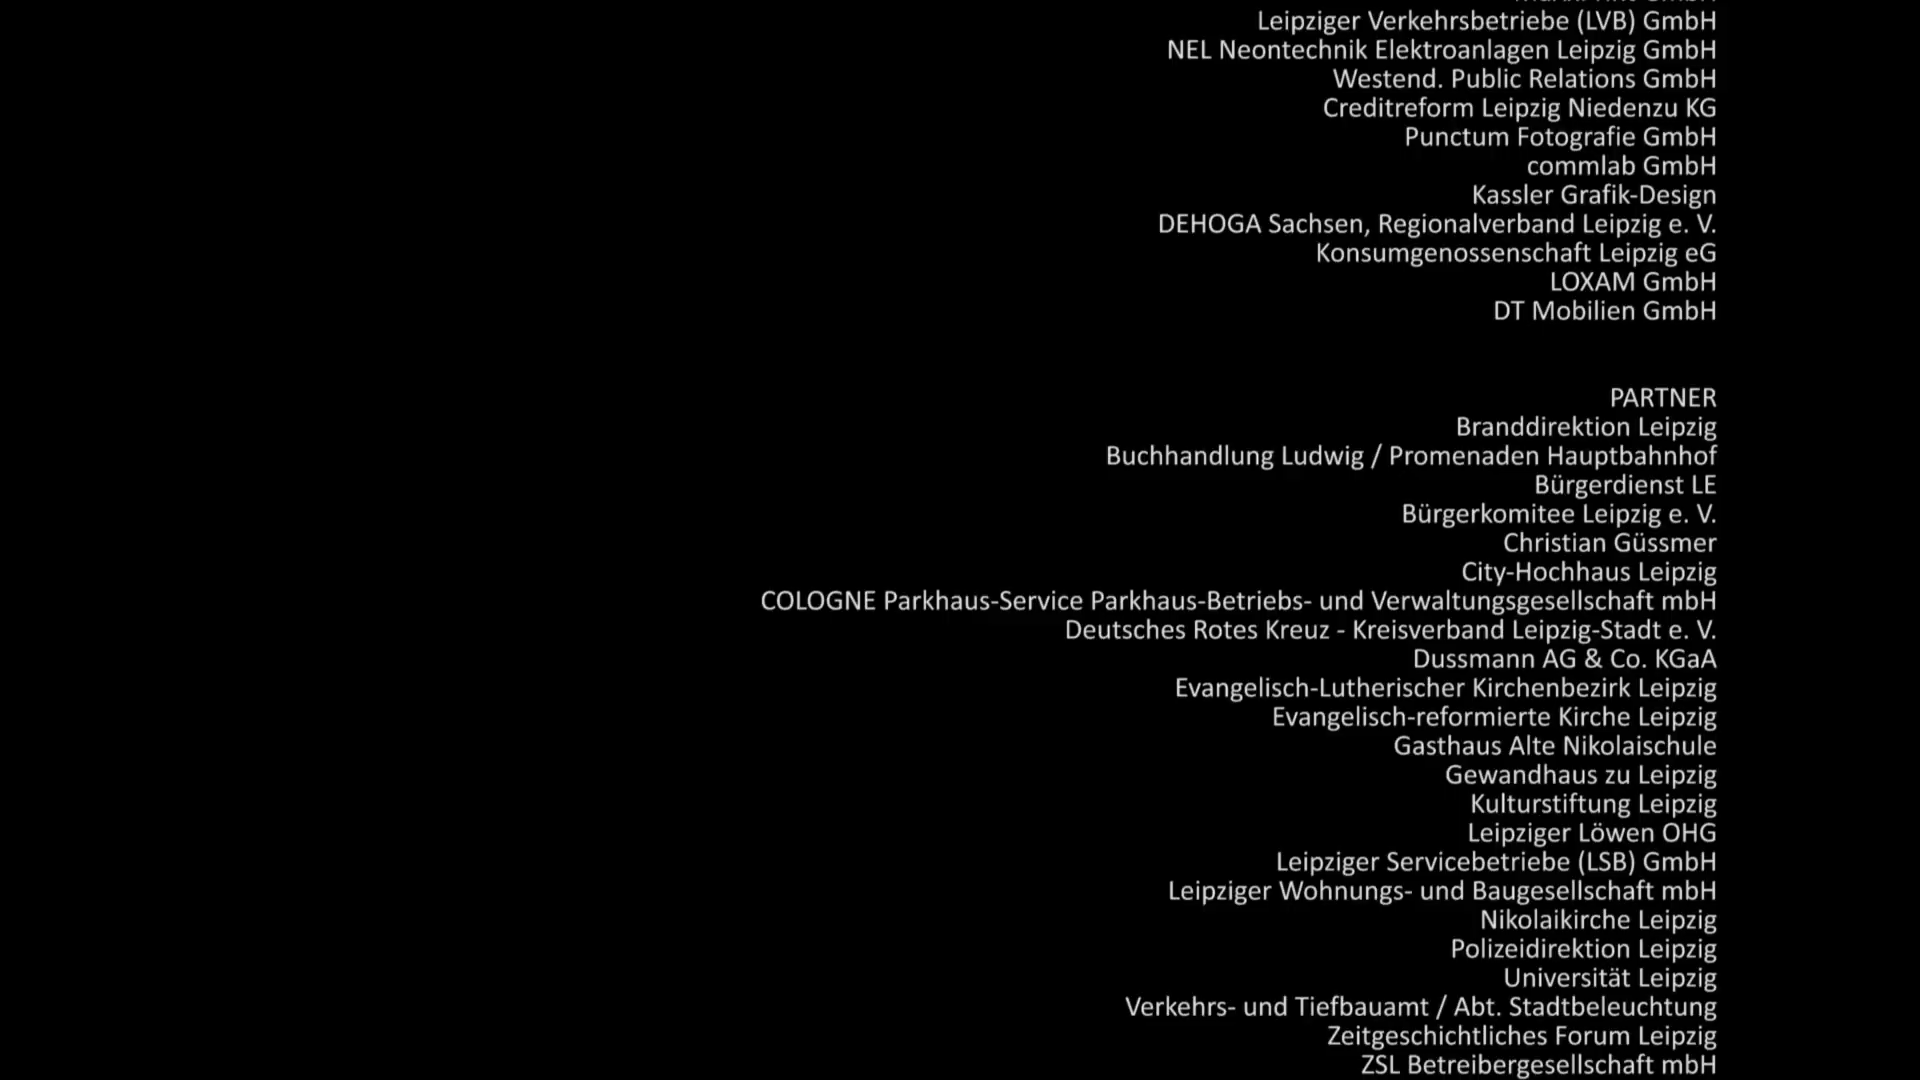 Leipziger Verkehrsbetriebe (LVB) GmbH
NEL Neontechnik Elektroanlagen Leipzig GmbH
Westend. Public Relations GmbH
Creditreform Leipzig Niedenzu KG
Punctum Fotografie GmbH
commlab GmbH
Kassler Grafik-Design
DEHOGA Sachsen, Regionalverband Leipzig e. V.
Konsumgenossenschaft Leipzig eG
LOXAM GmbH
DT Mobilien GmbH
PARTNER
Branddirektion Leipzig
Buchhandlung Ludwig / Promenaden Hauptbahnhof
Bürgerdienst LE
Bürgerkomitee Leipzig e. V.
Christian Güssmer
City-Hochhaus Leipzig
COLOGNE Parkhaus-Service Parkhaus-Betriebs- und Verwaltungsgesellschaft mbH
Deutsches Rotes Kreuz - Kreisverband Leipzig-Stadt e. V.
Dussmann AG & Co. KGaA
Evangelisch-Lutherischer Kirchenbezirk Leipzig
Evangelisch-reformierte Kirche Leipzig
Gasthaus Alte Nikolaischule
Gewandhaus zu Leipzig
Kulturstiftung Leipzig
Leipziger Löwen OHG
Leipziger Servicebetriebe (LSB) GmbH
Leipziger Wohnungs- und Baugesellschaft mbH
Nikolaikirche Leipzig
Polizeidirektion Leipzig
Universität Leipzig
Verkehrs- und Tiefbauamt / Abt. Stadtbeleuchtung
Zeitgeschichtliches Forum Leipzig
ZSL Betreibergesellschaft mbH